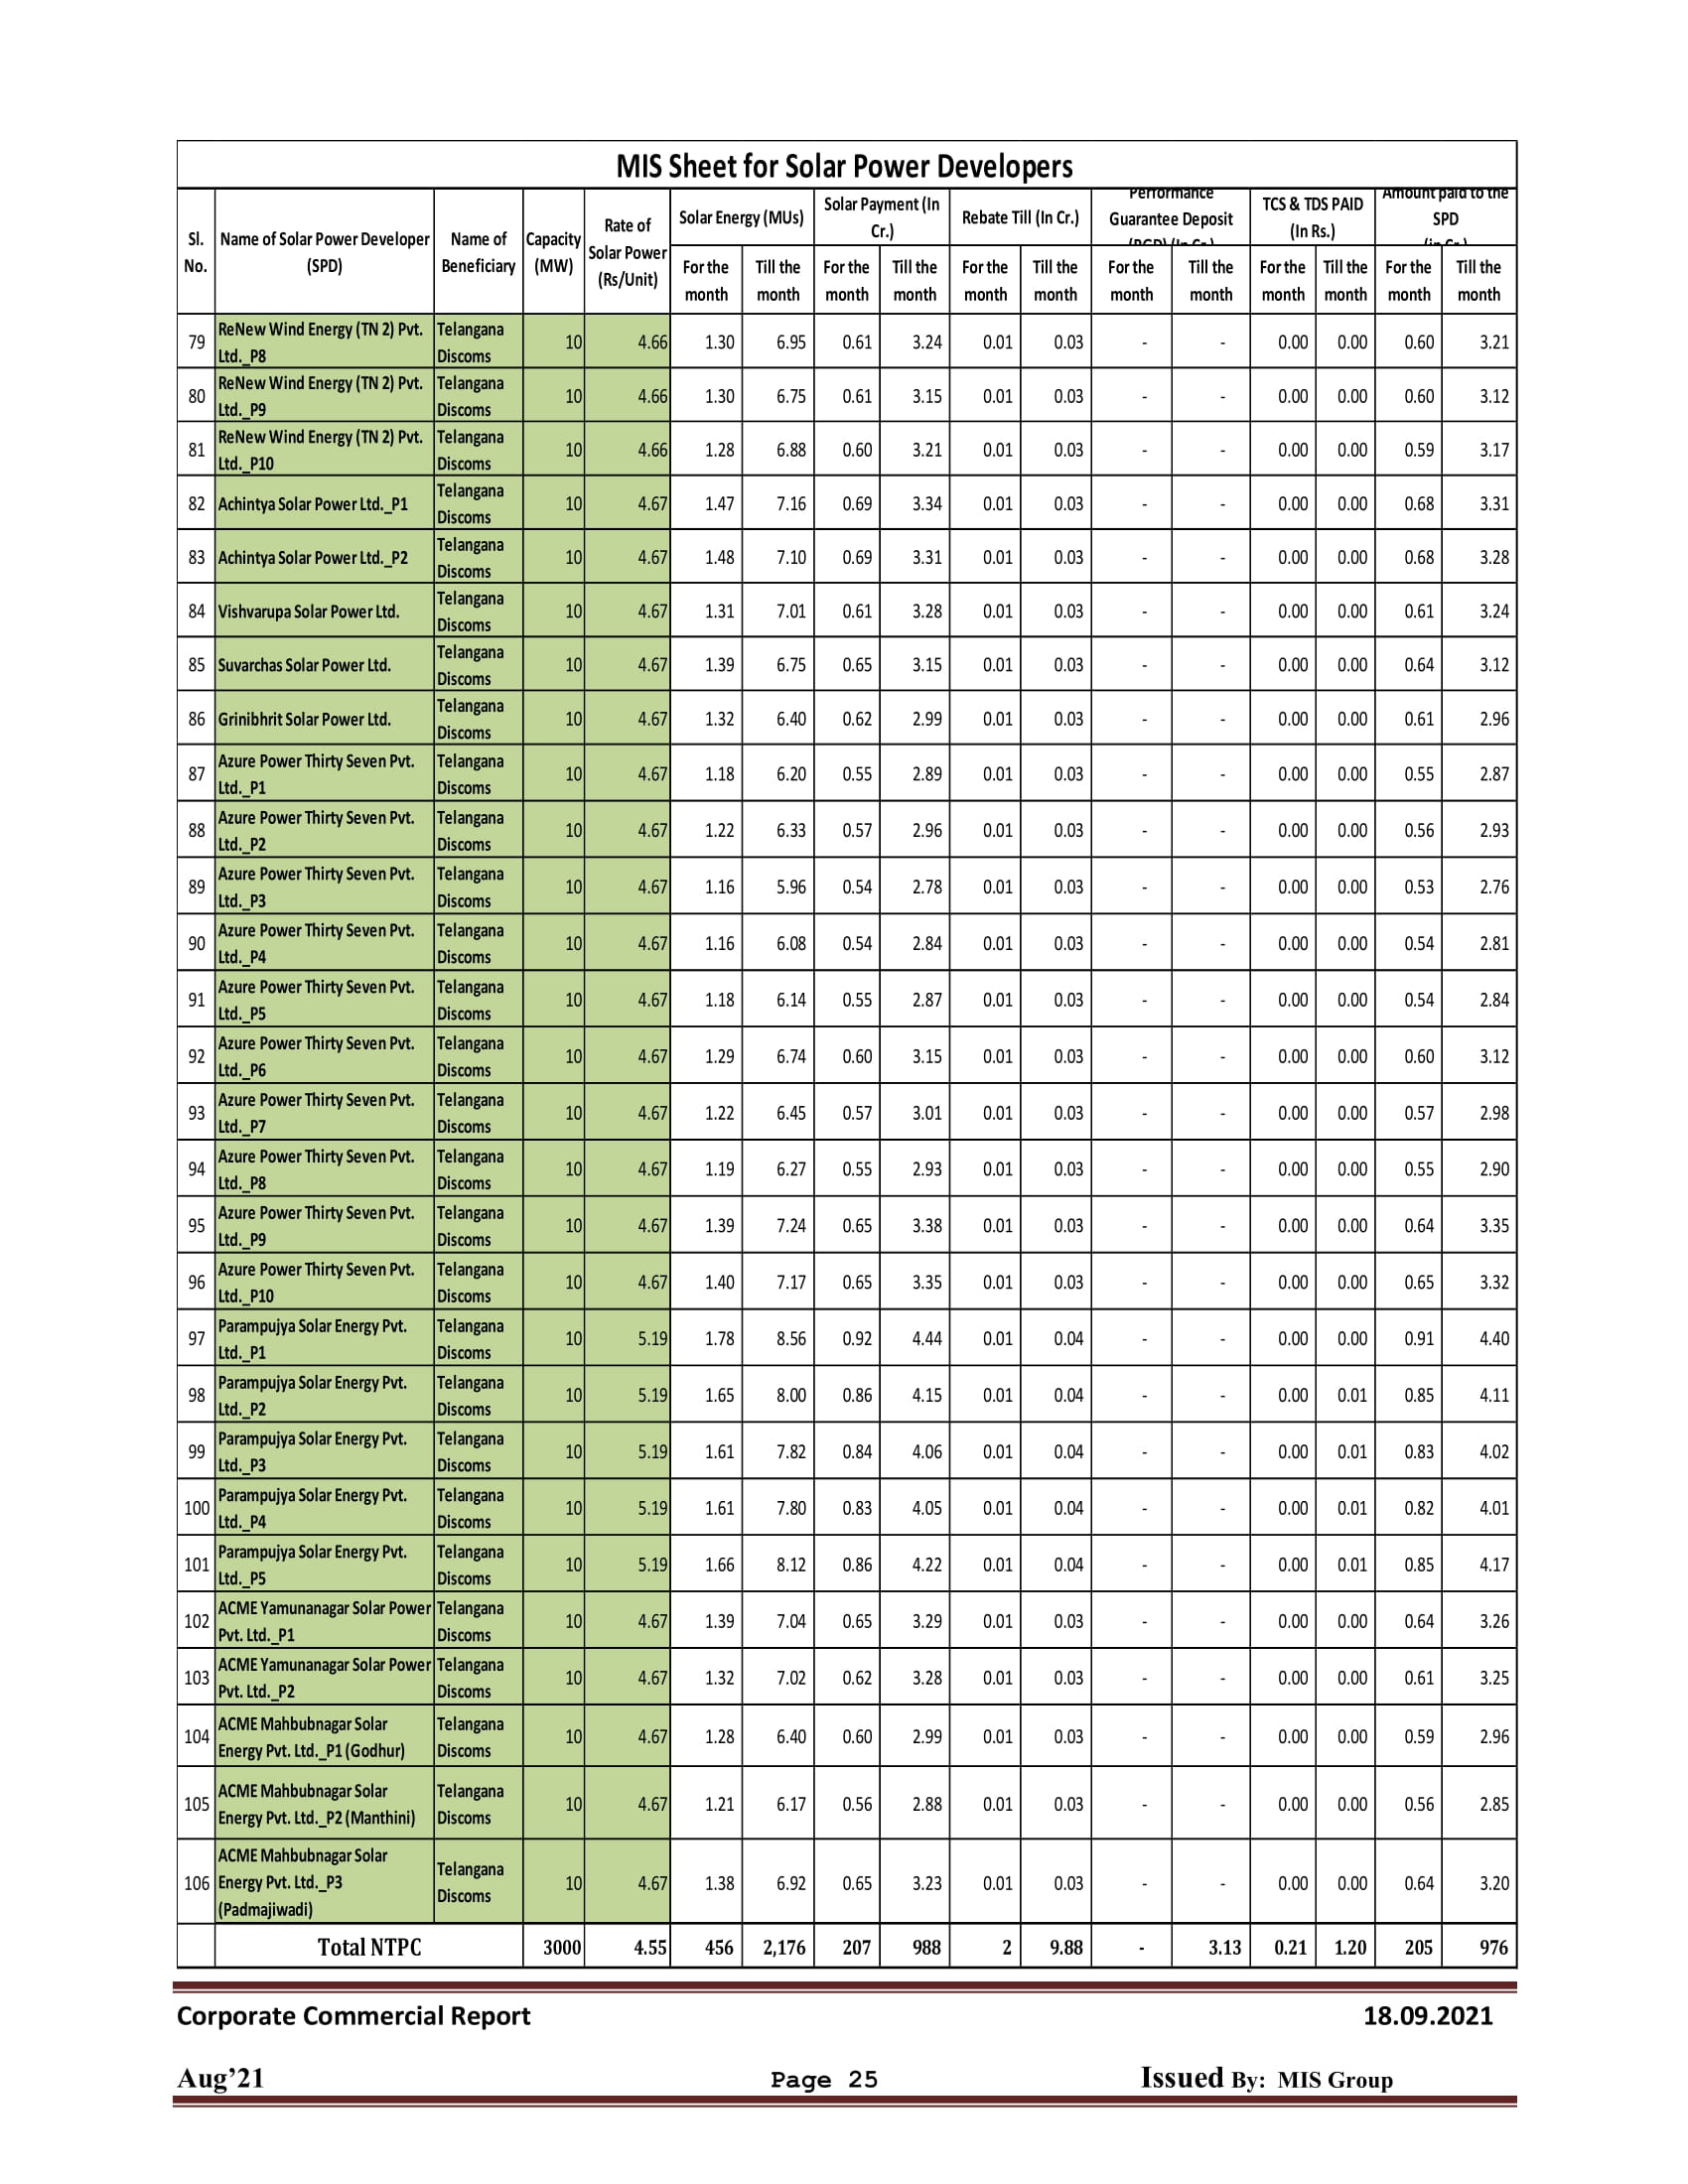 MIS Sheet for Solar Power Developers
Sl. No. Name of Solar Power Developer (SPD) Name of Beneficiary Capacity (MW) Rate of Solar Power (Rs/Unit) Solar Energy (MUs) Solar Payment (In Cr.) Rebate Till (In Cr.) Performance Guarantee Deposit (PGD) (In Cr.) TCS & TDS PAID (In Rs.) Amount paid to the SPD (in Cr.)
For the month Till the month For the month Till the month For the month Till the month For the month Till the month For the month Till the month For the month Till the month
79 ReNew Wind Energy (TN 2) Pvt. Ltd._P8 Telangana Discoms 10 4.66 1.30 6.95 0.61 3.24 0.01 0.03 - - 0.00 0.00 0.60 3.21
80 ReNew Wind Energy (TN 2) Pvt. Ltd._P9 Telangana Discoms 10 4.66 1.30 6.75 0.61 3.15 0.01 0.03 - - 0.00 0.00 0.60 3.12
81 ReNew Wind Energy (TN 2) Pvt. Ltd._P10 Telangana Discoms 10 4.66 1.28 6.88 0.60 3.21 0.01 0.03 - - 0.00 0.00 0.59 3.17
82 Achintya Solar Power Ltd._P1 Telangana Discoms 10 4.67 1.47 7.16 0.69 3.34 0.01 0.03 - - 0.00 0.00 0.68 3.31
83 Achintya Solar Power Ltd._P2 Telangana Discoms 10 4.67 1.48 7.10 0.69 3.31 0.01 0.03 - - 0.00 0.00 0.68 3.28
84 Vishvarupa Solar Power Ltd. Telangana Discoms 10 4.67 1.31 7.01 0.61 3.28 0.01 0.03 - - 0.00 0.00 0.61 3.24
85 Suvarchas Solar Power Ltd. Telangana Discoms 10 4.67 1.39 6.75 0.65 3.15 0.01 0.03 - - 0.00 0.00 0.64 3.12
86 Grinibhrit Solar Power Ltd. Telangana Discoms 10 4.67 1.32 6.40 0.62 2.99 0.01 0.03 - - 0.00 0.00 0.61 2.96
87 Azure Power Thirty Seven Pvt. Ltd._P1 Telangana Discoms 10 4.67 1.18 6.20 0.55 2.89 0.01 0.03 - - 0.00 0.00 0.55 2.87
88 Azure Power Thirty Seven Pvt. Ltd._P2 Telangana Discoms 10 4.67 1.22 6.33 0.57 2.96 0.01 0.03 - - 0.00 0.00 0.56 2.93
89 Azure Power Thirty Seven Pvt. Ltd._P3 Telangana Discoms 10 4.67 1.16 5.96 0.54 2.78 0.01 0.03 - - 0.00 0.00 0.53 2.76
90 Azure Power Thirty Seven Pvt. Ltd._P4 Telangana Discoms 10 4.67 1.16 6.08 0.54 2.84 0.01 0.03 - - 0.00 0.00 0.54 2.81
91 Azure Power Thirty Seven Pvt. Ltd._P5 Telangana Discoms 10 4.67 1.18 6.14 0.55 2.87 0.01 0.03 - - 0.00 0.00 0.54 2.84
92 Azure Power Thirty Seven Pvt. Ltd._P6 Telangana Discoms 10 4.67 1.29 6.74 0.60 3.15 0.01 0.03 - - 0.00 0.00 0.60 3.12
93 Azure Power Thirty Seven Pvt. Ltd._P7 Telangana Discoms 10 4.67 1.22 6.45 0.57 3.01 0.01 0.03 - - 0.00 0.00 0.57 2.98
94 Azure Power Thirty Seven Pvt. Ltd._P8 Telangana Discoms 10 4.67 1.19 6.27 0.55 2.93 0.01 0.03 - - 0.00 0.00 0.55 2.90
95 Azure Power Thirty Seven Pvt. Ltd._P9 Telangana Discoms 10 4.67 1.39 7.24 0.65 3.38 0.01 0.03 - - 0.00 0.00 0.64 3.35
96 Azure Power Thirty Seven Pvt. Ltd._P10 Telangana Discoms 10 4.67 1.40 7.17 0.65 3.35 0.01 0.03 - - 0.00 0.00 0.65 3.32
97 Parampujya Solar Energy Pvt. Ltd._P1 Telangana Discoms 10 5.19 1.78 8.56 0.92 4.44 0.01 0.04 - - 0.00 0.00 0.91 4.40
98 Parampujya Solar Energy Pvt. Ltd._P2 Telangana Discoms 10 5.19 1.65 8.00 0.86 4.15 0.01 0.04 - - 0.00 0.01 0.85 4.11
99 Parampujya Solar Energy Pvt. Ltd._P3 Telangana Discoms 10 5.19 1.61 7.82 0.84 4.06 0.01 0.04 - - 0.00 0.01 0.83 4.02
100 Parampujya Solar Energy Pvt. Ltd._P4 Telangana Discoms 10 5.19 1.61 7.80 0.83 4.05 0.01 0.04 - - 0.00 0.01 0.82 4.01
101 Parampujya Solar Energy Pvt. Ltd._P5 Telangana Discoms 10 5.19 1.66 8.12 0.86 4.22 0.01 0.04 - - 0.00 0.01 0.85 4.17
102 ACME Yamunanagar Solar Power Pvt. Ltd._P1 Telangana Discoms 10 4.67 1.39 7.04 0.65 3.29 0.01 0.03 - - 0.00 0.00 0.64 3.26
103 ACME Yamunanagar Solar Power Pvt. Ltd._P2 Telangana Discoms 10 4.67 1.32 7.02 0.62 3.28 0.01 0.03 - - 0.00 0.00 0.61 3.25
104 ACME Mahbubnagar Solar Energy Pvt. Ltd._P1 (Godhur) Telangana Discoms 10 4.67 1.28 6.40 0.60 2.99 0.01 0.03 - - 0.00 0.00 0.59 2.96
105 ACME Mahbubnagar Solar Energy Pvt. Ltd._P2 (Manthini) Telangana Discoms 10 4.67 1.21 6.17 0.56 2.88 0.01 0.03 - - 0.00 0.00 0.56 2.85
106 ACME Mahbubnagar Solar Energy Pvt. Ltd._P3 (Padmajiwadi) Telangana Discoms 10 4.67 1.38 6.92 0.65 3.23 0.01 0.03 - - 0.00 0.00 0.64 3.20
Total NTPC 3000 4.55 456 2,176 207 988 2 9.88 - 3.13 0.21 1.20 205 976
Corporate Commercial Report 18.09.2021
Aug’21 Page 25 Issued By: MIS Group